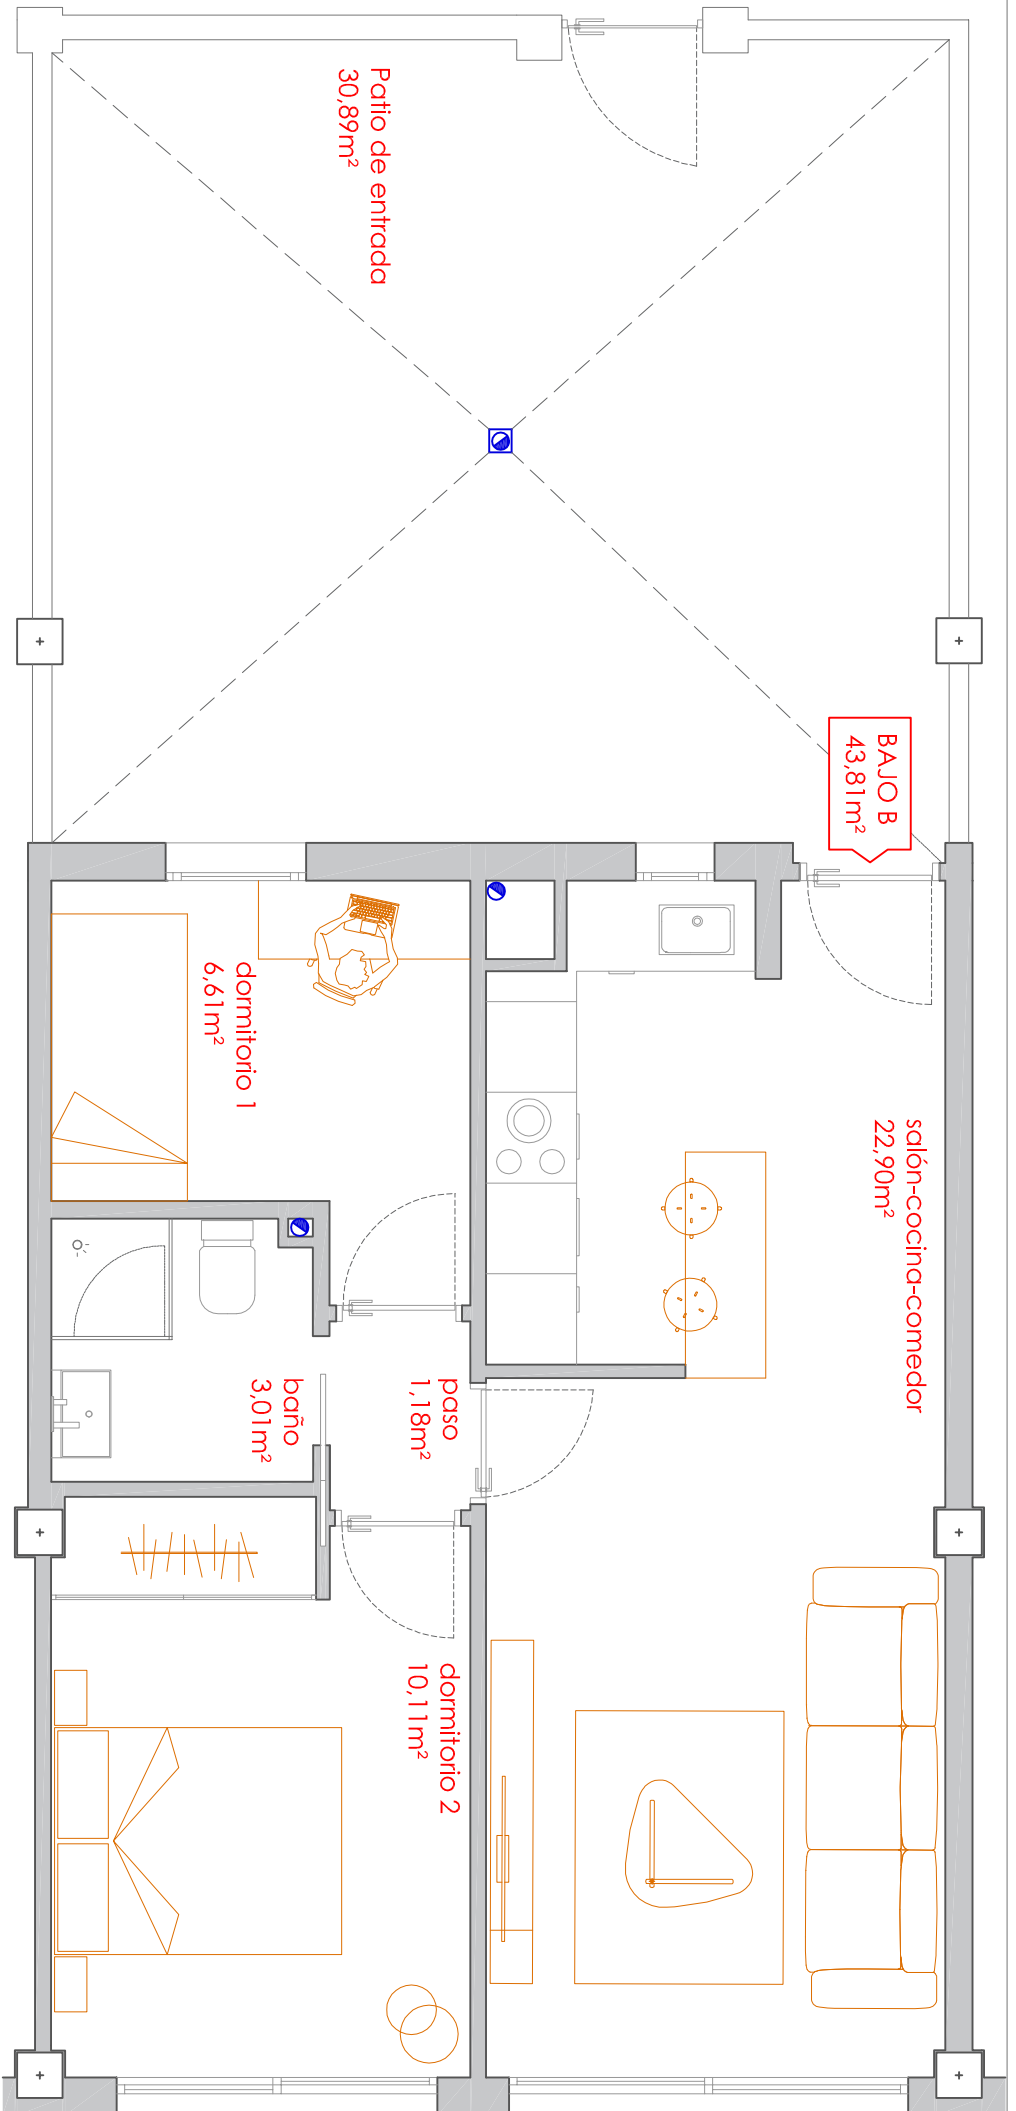 Patio de entrada
30,89m²
BAJO B
43,81m²
salón-cocina-comedor
22,90m²
dormitorio 1
6,61m²
paso
1,18m²
baño
3,01m²
dormitorio 2
10,11m²